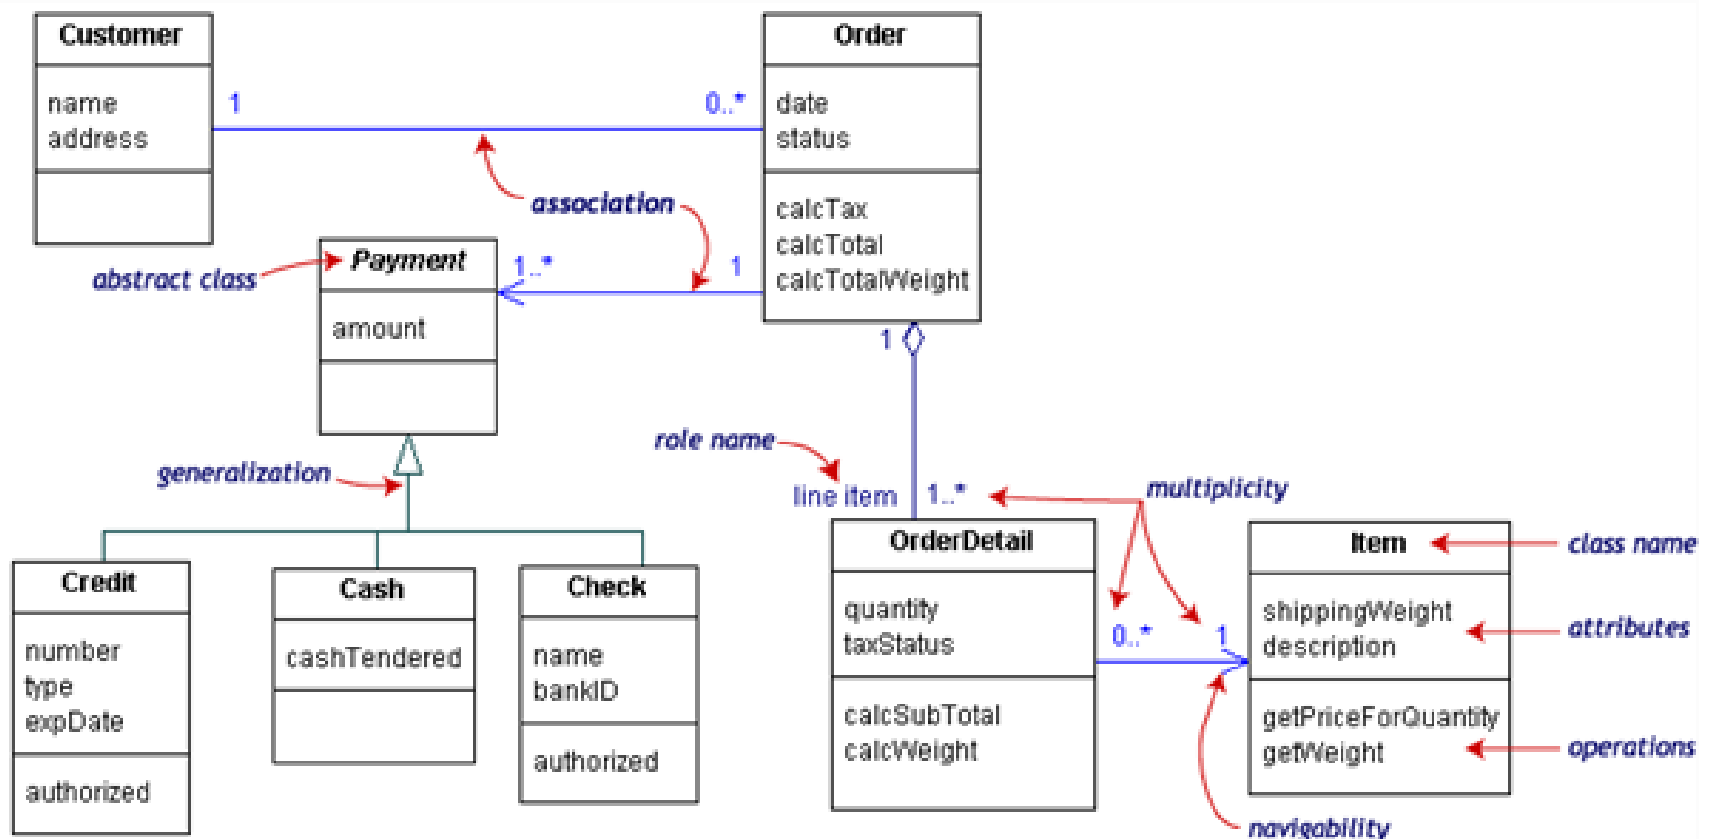 Customer
name
address
1
0..*
Order
date
status
calcTax
calcTotal
calcTotalWeight
association
abstract class
Payment
amount
1..*
1
1
role name
line item
1..*
multiplicity
generalization
Credit
number
type
expDate
authorized
Cash
cashTendered
Check
name
bankID
authorized
OrderDetail
quantity
taxStatus
calcSubTotal
calcWeight
0..*
1
Item
shippingWeight
description
getPriceForQuantity
getWeight
class name
attributes
operations
navigability